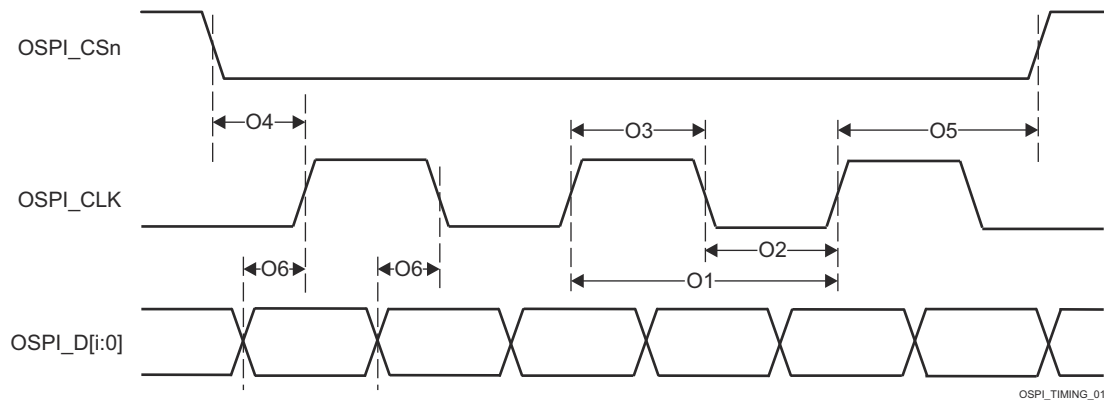 OSPI_CSn
O4
O3
O5
OSPI_CLK
O2
O6
O6
O1
OSPI_D[i:0]
OSPI_TIMING_01